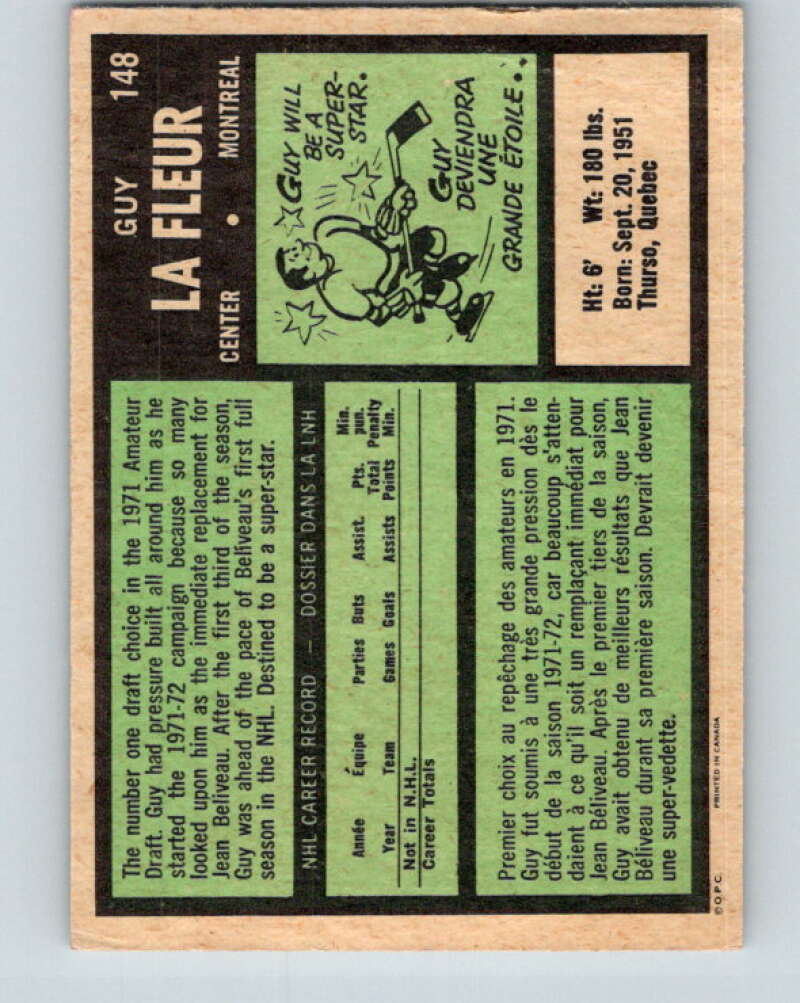 GUY 148
LA FLEUR
CENTER • MONTREAL
The number one draft choice in the 1971 Amateur
Draft. Guy had pressure built all around him as he
started the 1971-72 campaign because so many
looked upon him as the immediate replacement for
Jean Beliveau. After the first third of the season,
Guy was ahead of the pace of Beliveau's first full
season in the NHL. Destined to be a super-star.
GUY WILL
BE A
SUPER-
STAR.
GUY
DEVIENDRA
UNE
GRANDE ÉTOILE..
NHL CAREER RECORD — DOSSIER DANS LA LNH
Année Équipe Parties Buts Assist. Pts. Min. pun.
Year Team Games Goals Assists Total Points Penalty Min.
Not in N.H.L.
Career Totals
Ht: 6' Wt: 180 lbs.
Born: Sept. 20, 1951
Thurso, Quebec
Premier choix au repêchage des amateurs en 1971.
Guy fut soumis à une très grande pression dès le
début de la saison 1971-72, car beaucoup s'atten-
daient à ce qu'il soit un remplaçant immédiat pour
Jean Béliveau. Après le premier tiers de la saison,
Guy avait obtenu de meilleurs résultats que Jean
Béliveau durant sa première saison. Devrait devenir
une super-vedette.
© O.P.C. PRINTED IN CANADA